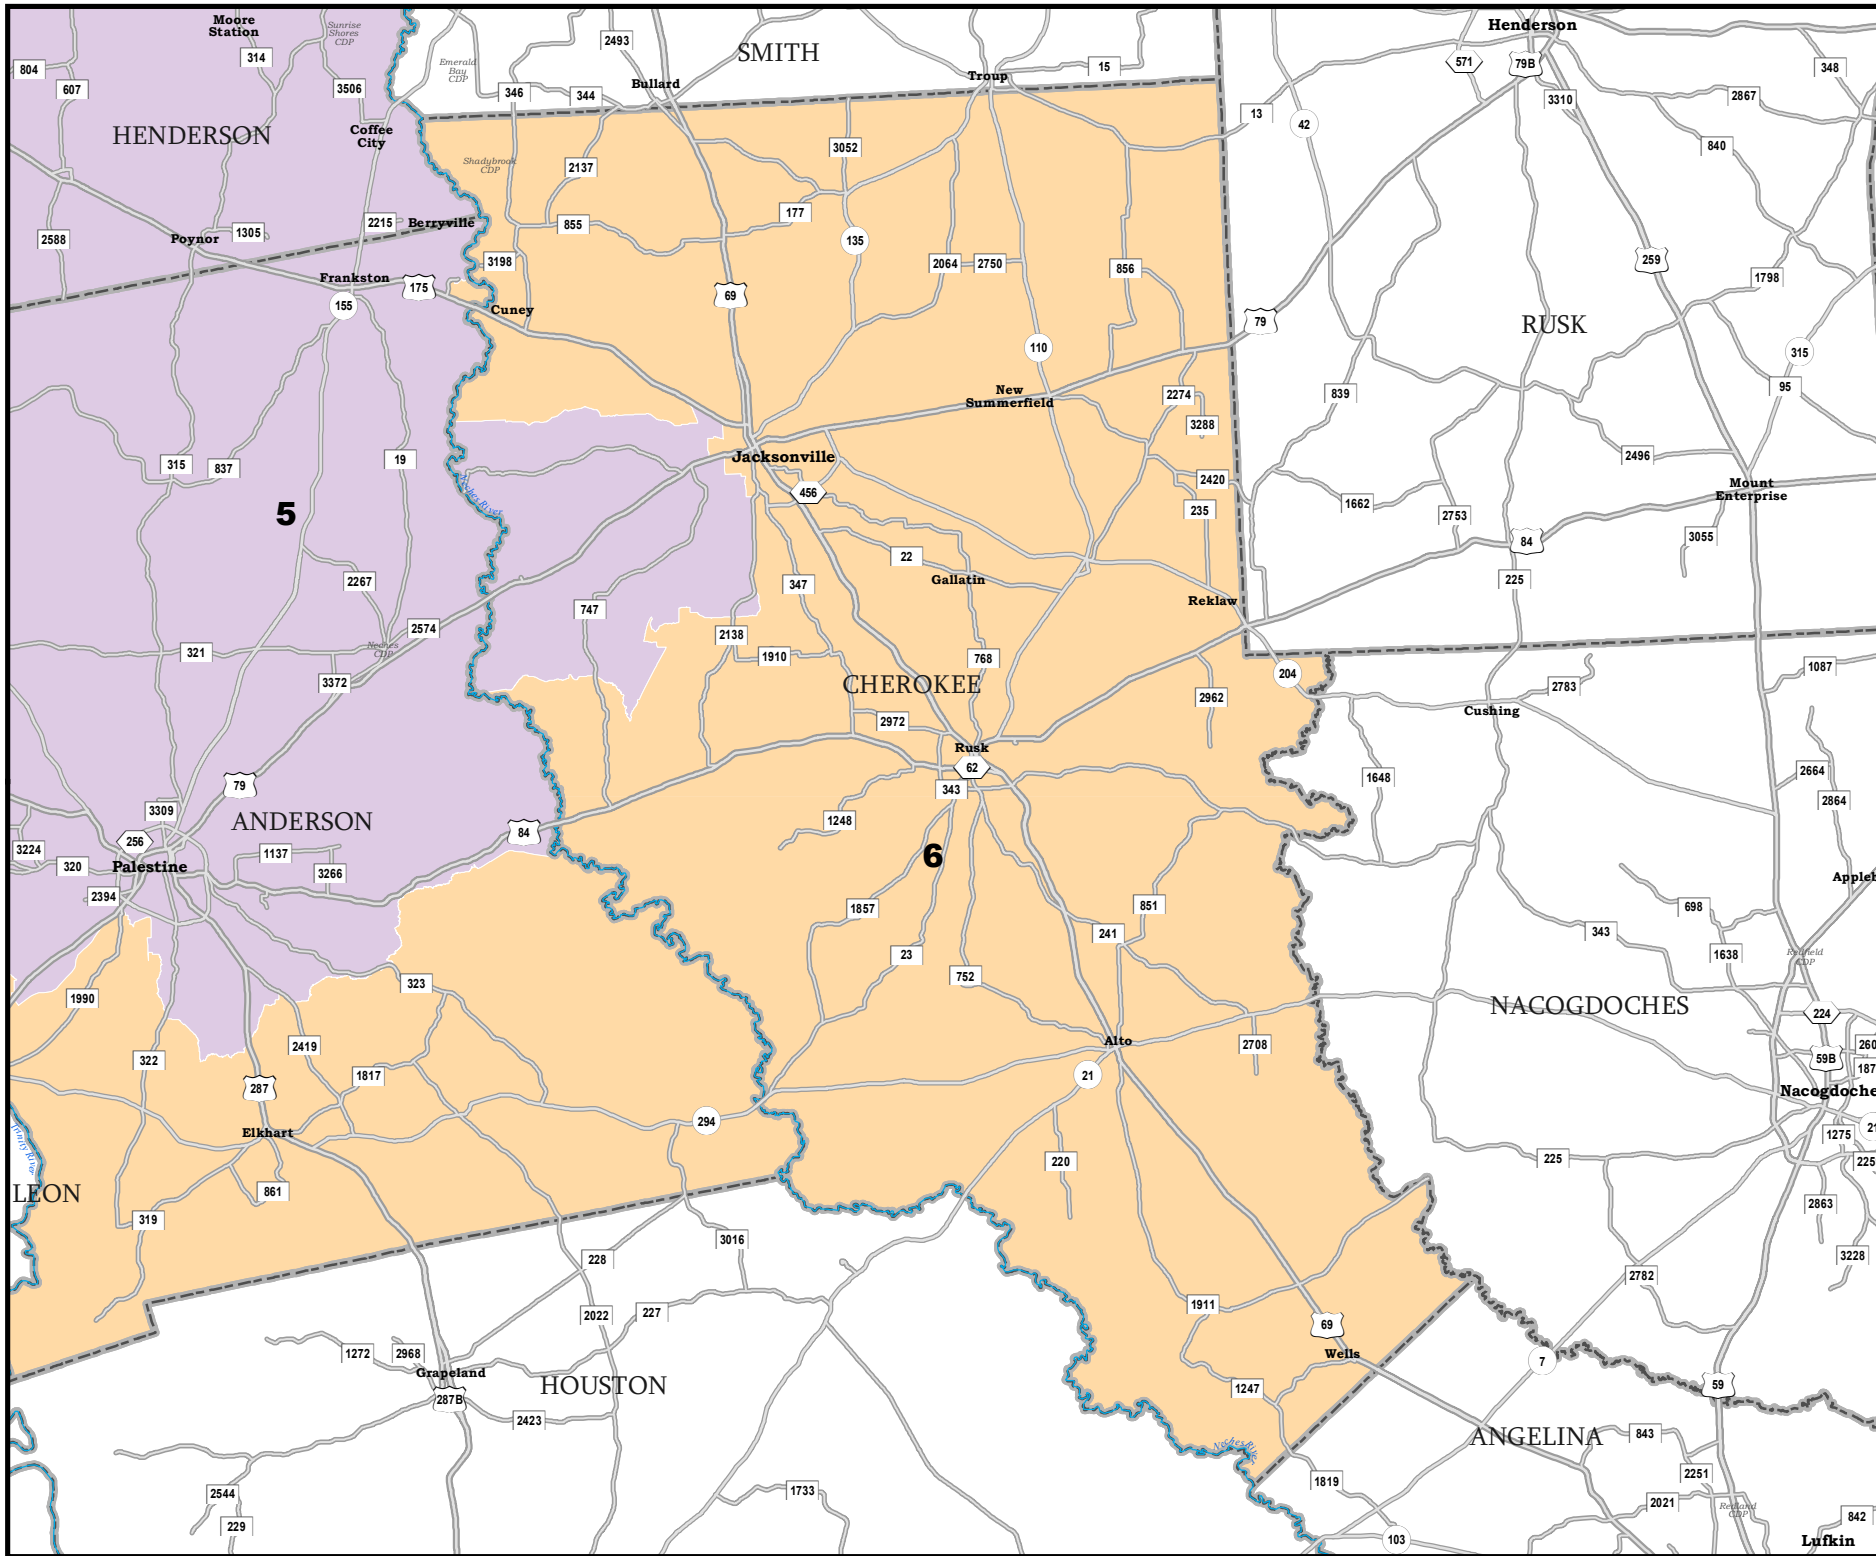 Moore
Station
Sunrise
Shores
CDP
2493
SMITH
Henderson
804
314
Emerald
Bay
CDP
Bullard
Troup
15
571
79B
348
607
3506
346
344
3310
2867
HENDERSON
Coffee
City
13
42
3052
840
Shadybrook
CDP
2137
177
2588
Poynor
1305
2215
Berryville
855
135
3198
2064
2750
856
259
1798
Frankston
175
155
Cuney
69
79
RUSK
110
315
New
Summerfield
2274
839
95
3288
315
837
19
Jacksonville
2496
456
2420
Mount
Enterprise
Neches River
5
235
1662
2753
84
3055
22
Gallatin
2267
747
347
225
Reklaw
2574
2138
321
Neches
CDP
1910
768
3372
CHEROKEE
204
1087
2962
2783
Cushing
2972
Rusk
62
1648
2664
79
343
2864
3309
ANDERSON
1248
256
84
3224
320
Palestine
1137
3266
6
2394
1857
851
698
241
343
23
1638
Redfield
CDP
752
323
1990
NACOGDOCHES
224
322
2419
Alto
2708
59B
1817
21
287
Nacogdoche
Trinity River
Elkhart
294
1275
220
225
225
LEON
861
319
2863
3016
228
3228
2782
2022
227
1911
69
1272
2968
Wells
7
Grapeland
HOUSTON
287B
1247
59
2423
ANGELINA
843
Neches River
2544
1733
1819
2251
2021
Redland
CDP
229
842
103
Lufkin